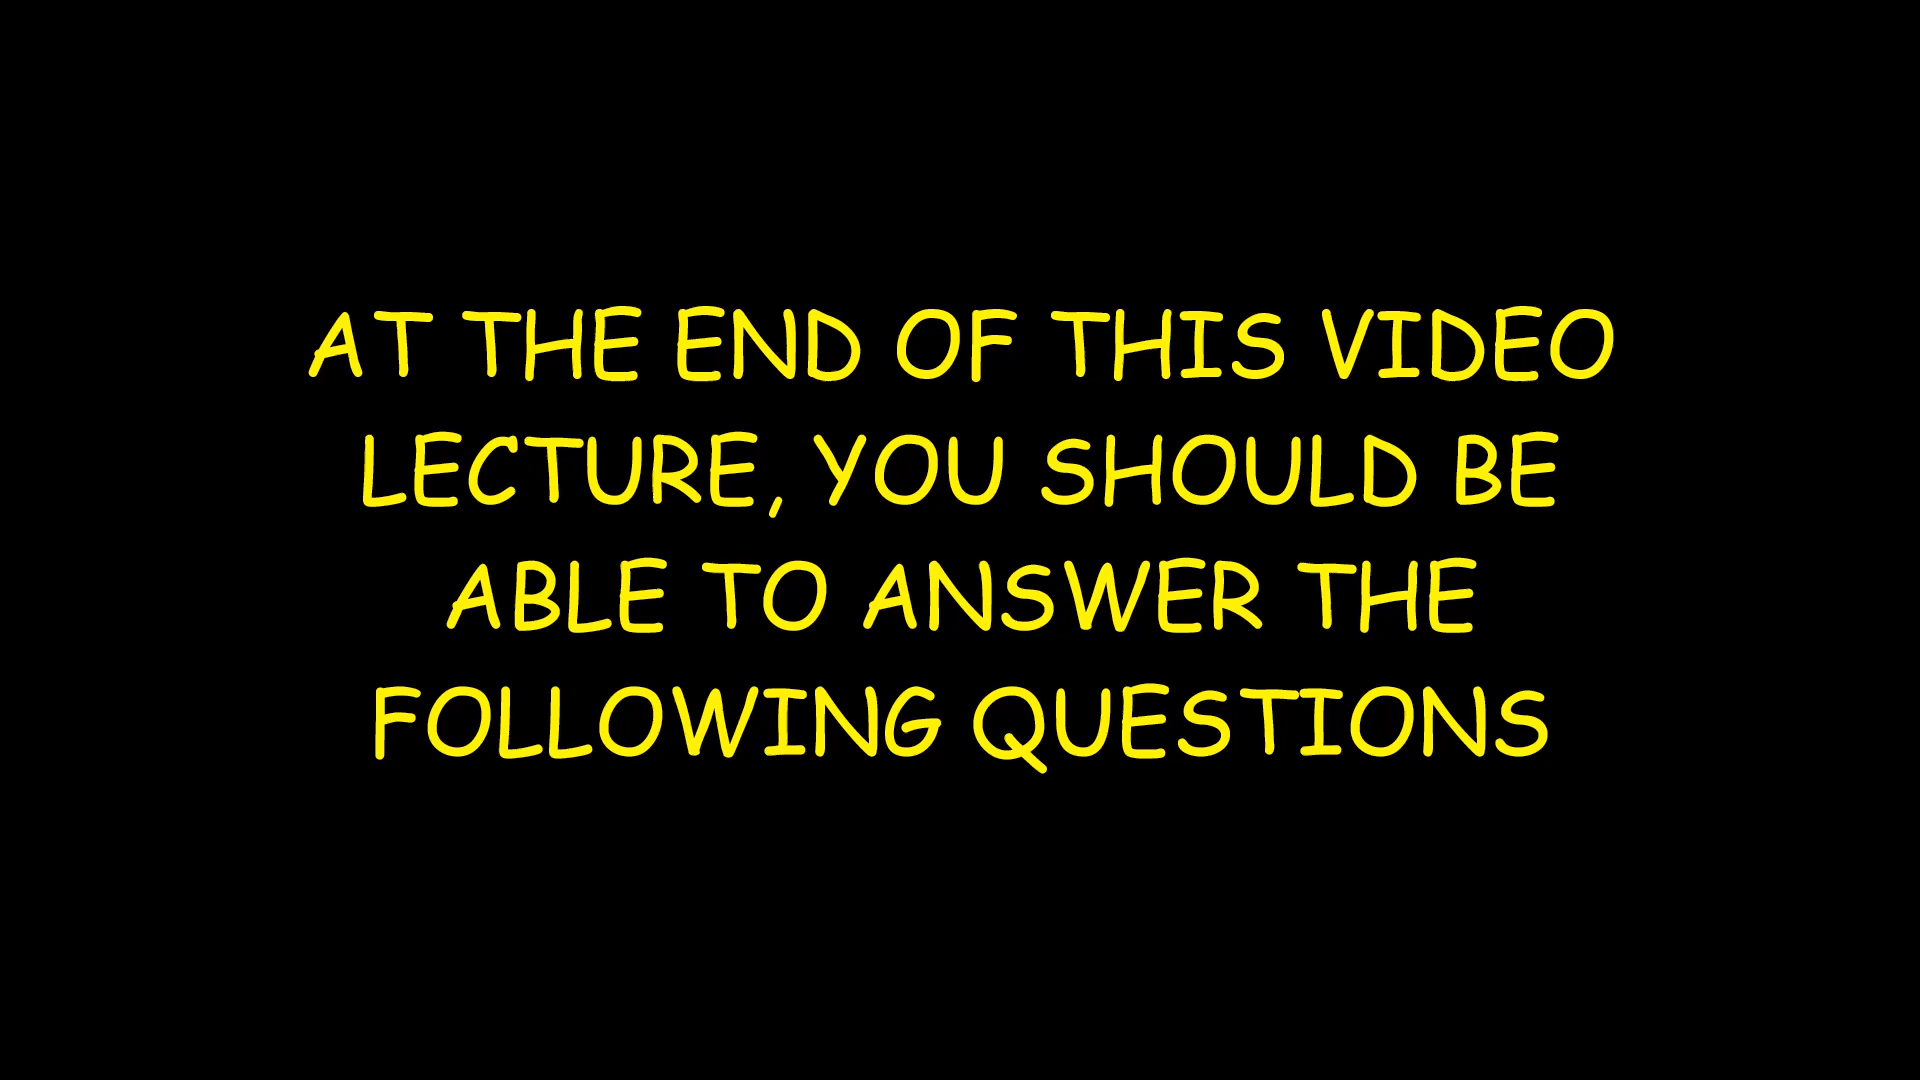 AT THE END OF THIS VIDEO
LECTURE, YOU SHOULD BE
ABLE TO ANSWER THE
FOLLOWING QUESTIONS